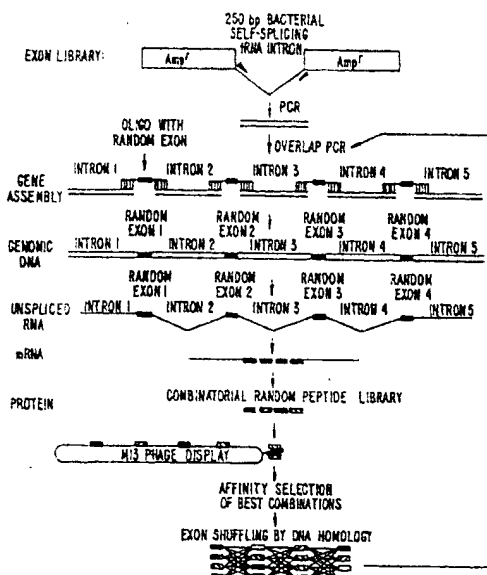 250 bp BACTERIAL
SELF-SPLICING
tRNA INTRON
EXON LIBRARY:
Ampʳ
Ampʳ
PCR
OLIGO WITH
RANDOM EXON
OVERLAP PCR
INTRON 1 INTRON 2 INTRON 3 INTRON 4 INTRON 5
GENE
ASSEMBLY
RANDOM EXON 1 RANDOM EXON 2 RANDOM EXON 3 RANDOM EXON 4
GENOMIC
DNA
INTRON 1 INTRON 2 INTRON 3 INTRON 4 INTRON 5
RANDOM EXON 1 RANDOM EXON 2 RANDOM EXON 3 RANDOM EXON 4
UNSPLICED
RNA
INTRON 1 INTRON 2 INTRON 3 INTRON 4 INTRON 5
mRNA
COMBINATORIAL RANDOM PEPTIDE LIBRARY
PROTEIN
M13 PHAGE DISPLAY
AFFINITY SELECTION
OF BEST COMBINATIONS
EXON SHUFFLING BY DNA HOMOLOGY